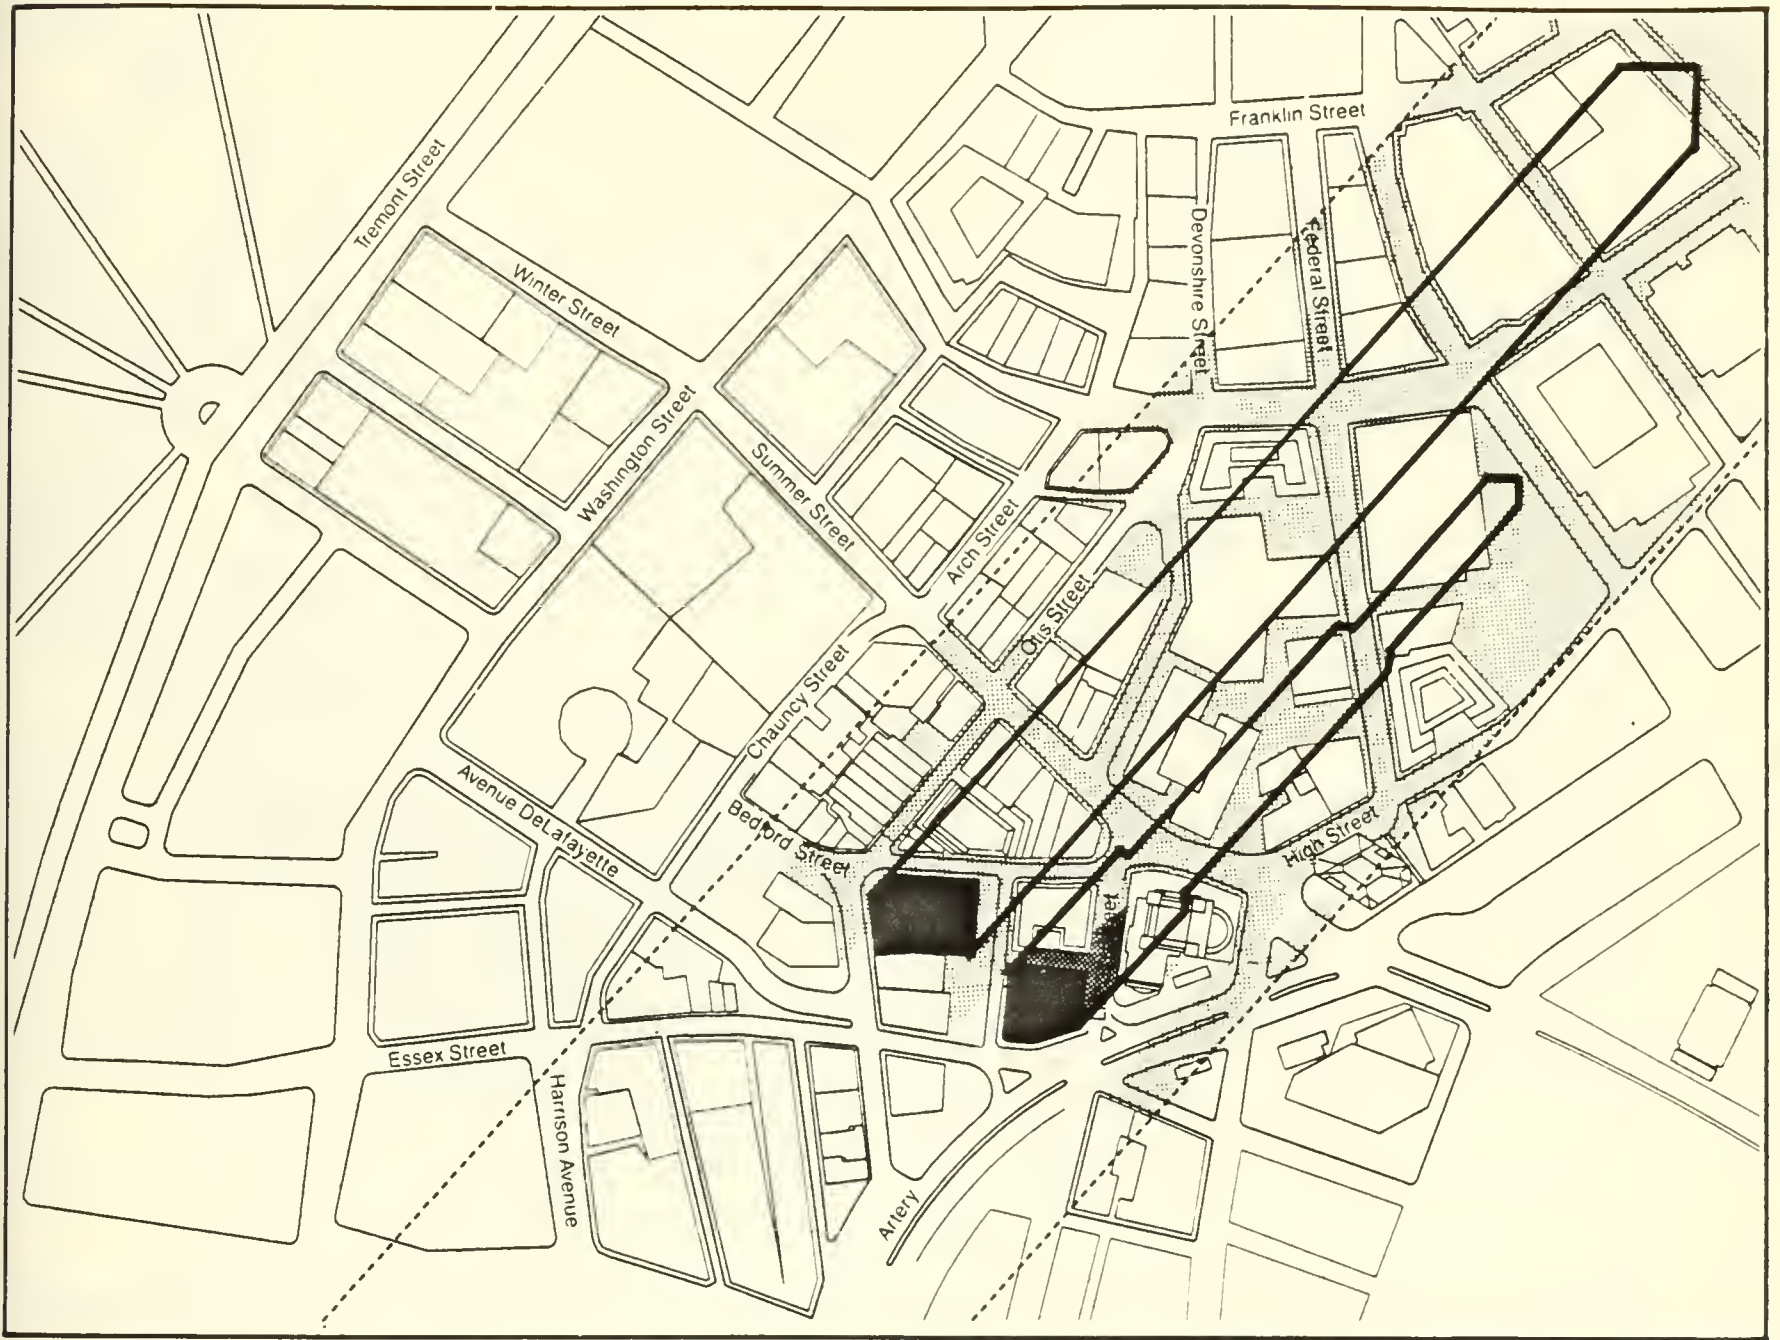 Franklin Street
Tremont Street
Devonshire Street
Federal Street
Winter Street
Washington Street
Summer Street
Arch Street
Otis Street
Chauncy Street
Avenue DeLafayette
Bedford Street
High Street
Essex Street
Harrison Avenue
Artery